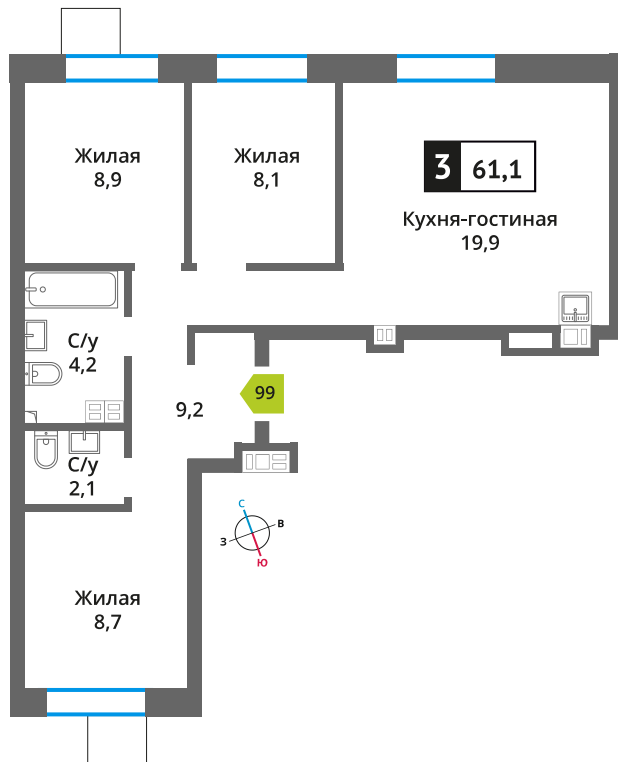 Жилая
8,9
Жилая
8,1
3 61,1
Кухня-гостиная
19,9
С/у
4,2
9,2
99
С/у
2,1
С
В
З
Ю
Жилая
8,7